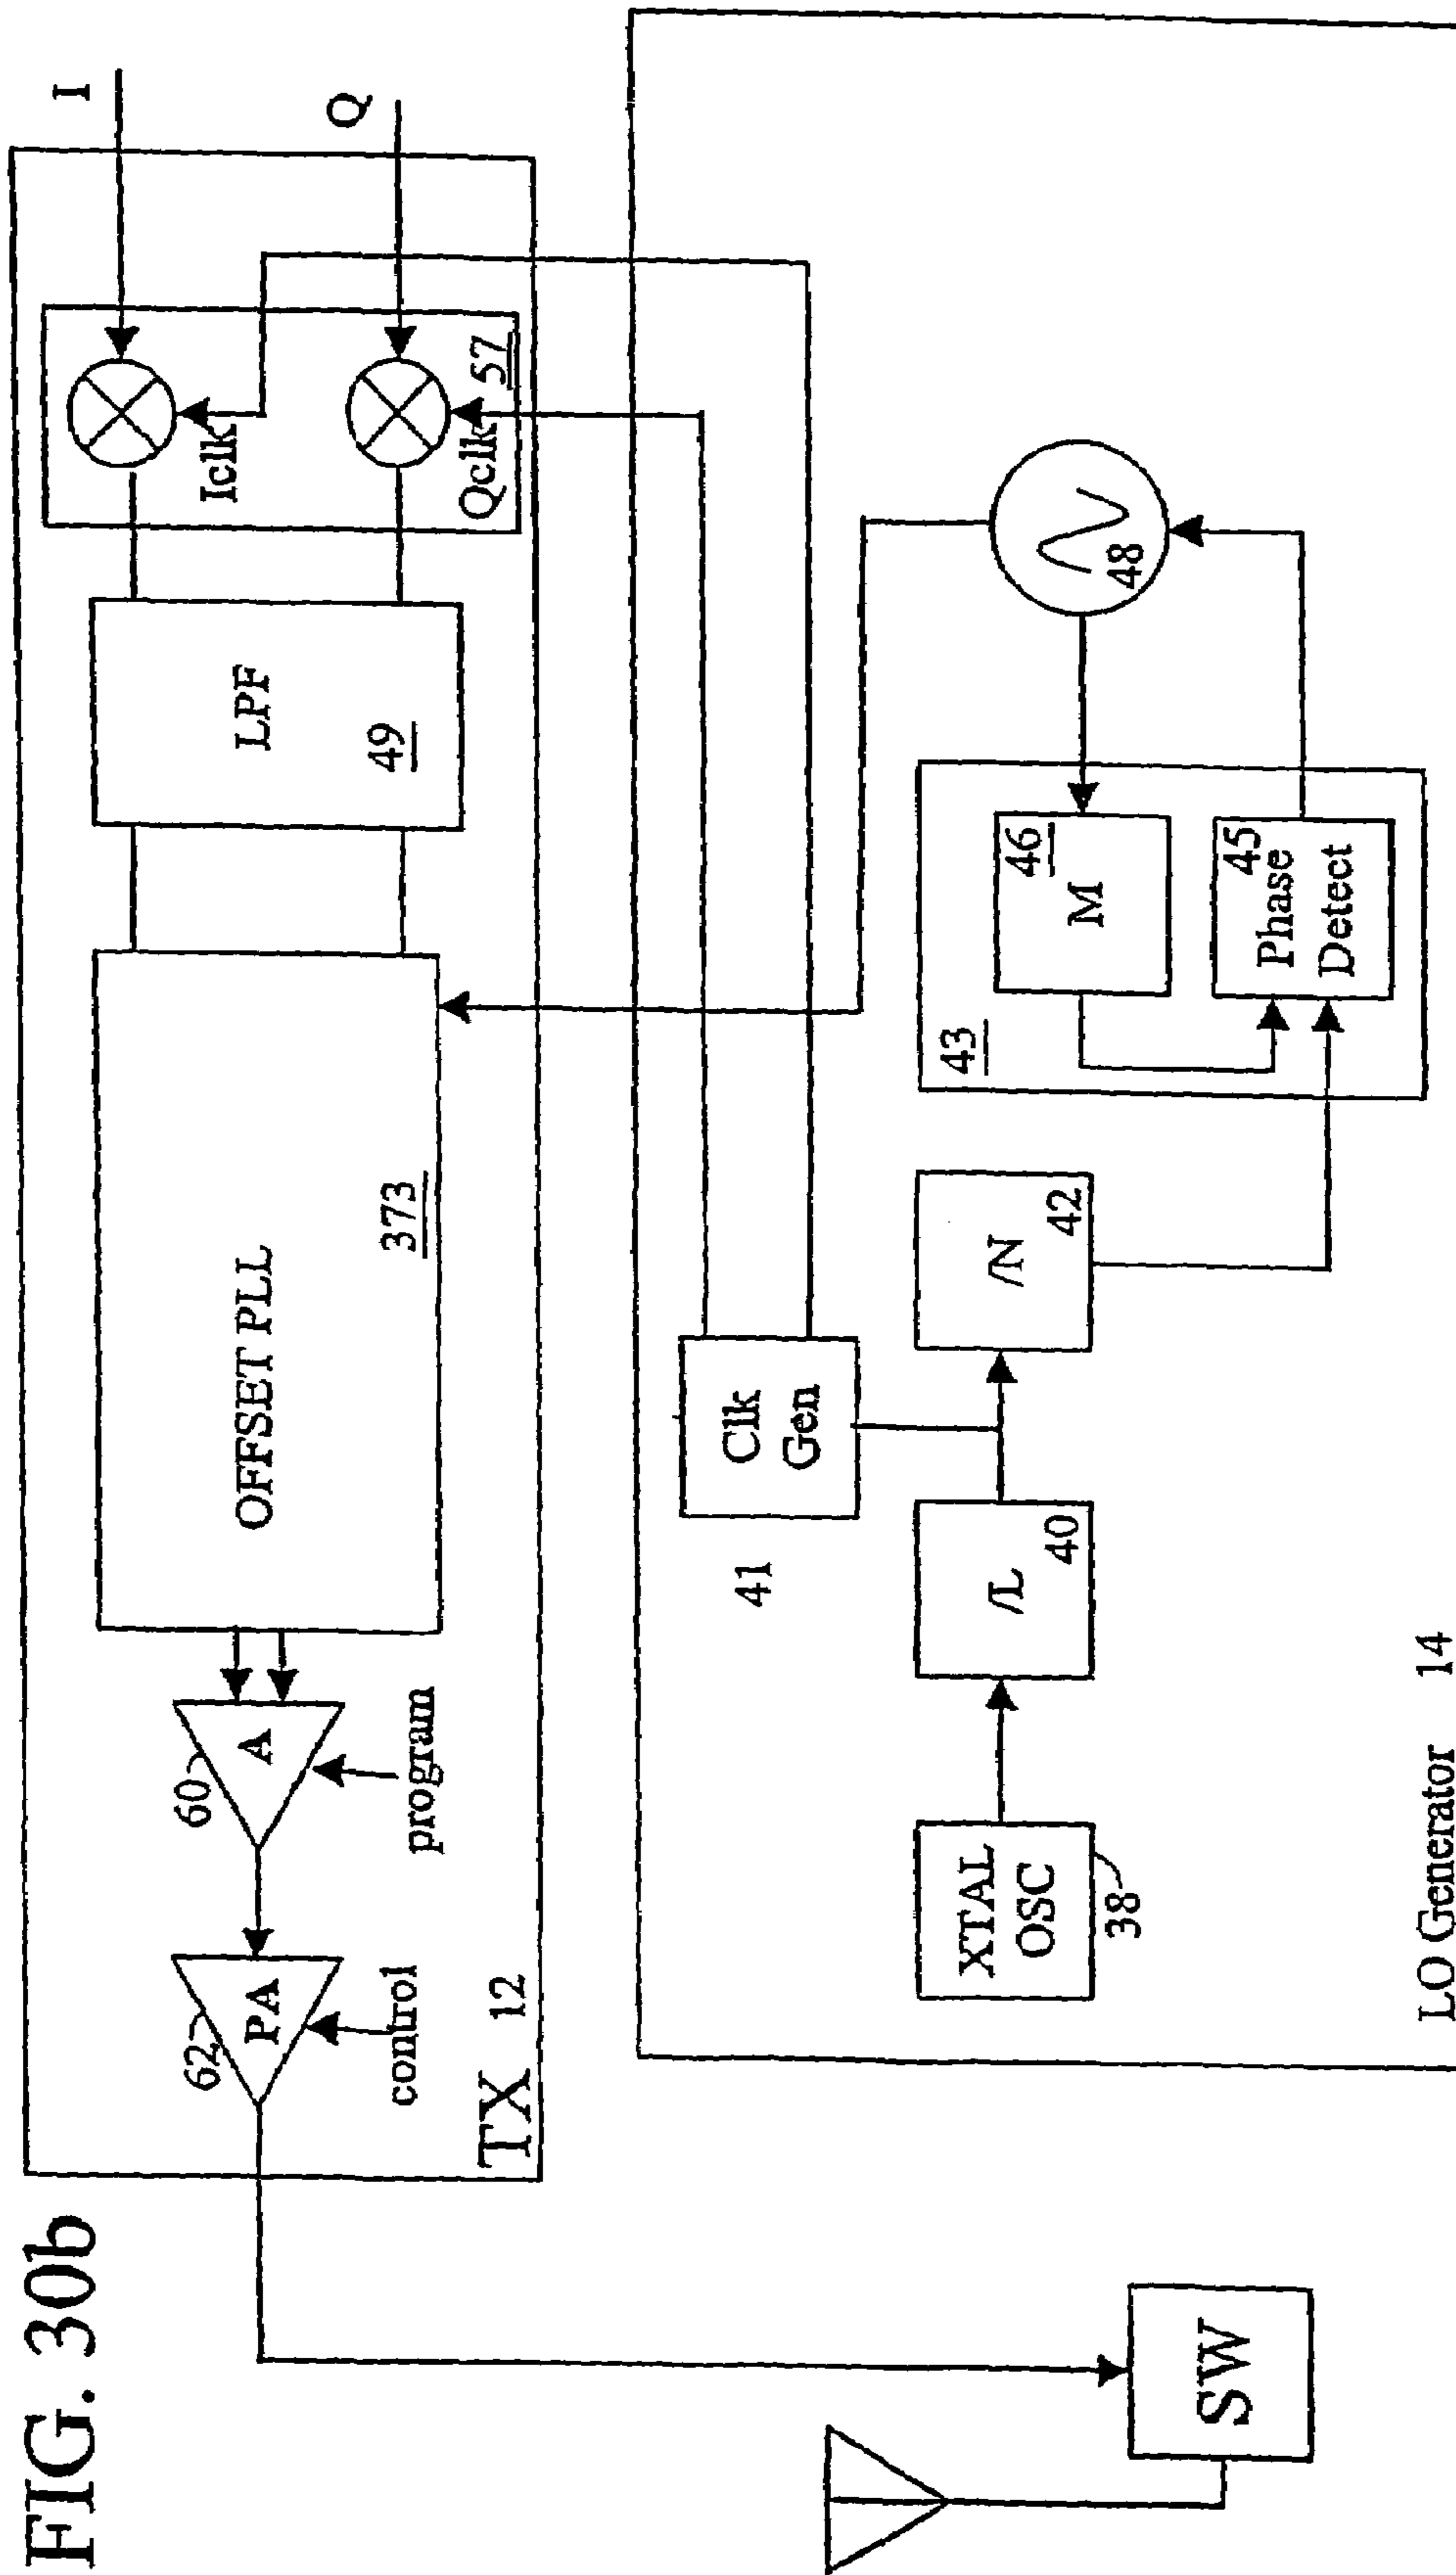 FIG. 30b
I
Q
62
PA
control
60
A
program
OFFSET PLL
373
LPF
49
Iclk
Qclk
57
TX 12
41
Clk
Gen
XTAL
OSC
38
/L
40
/N
42
43
M
46
45
Phase
Detect
48
SW
LO Generator 14